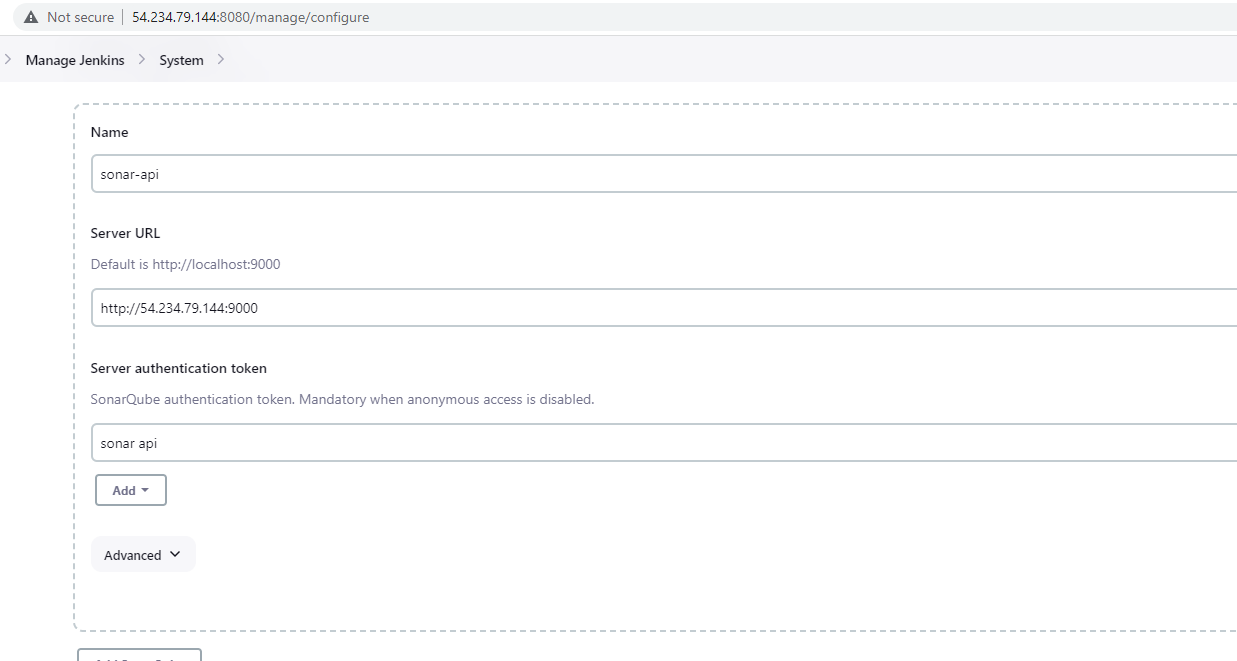 Not secure 54.234.79.144:8080/manage/configure
Manage Jenkins System
Name
sonar-api
Server URL
Default is http://localhost:9000
http://54.234.79.144:9000
Server authentication token
SonarQube authentication token. Mandatory when anonymous access is disabled.
sonar api
Add
Advanced